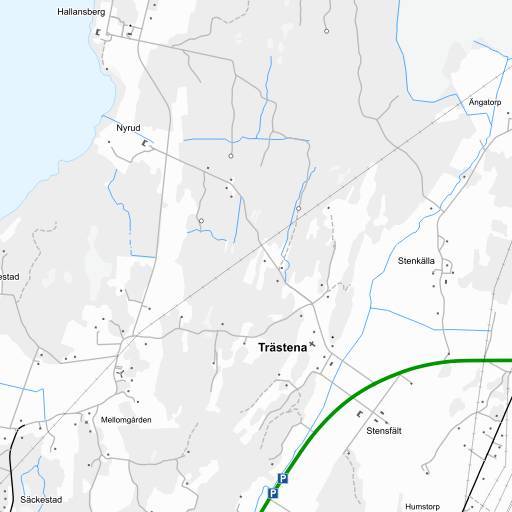 Hallansberg
Ängatorp
Nyrud
Stenkälla
estad
Trästena
Mellomgården
Stensfält
P
P
Säckestad
Humstorp